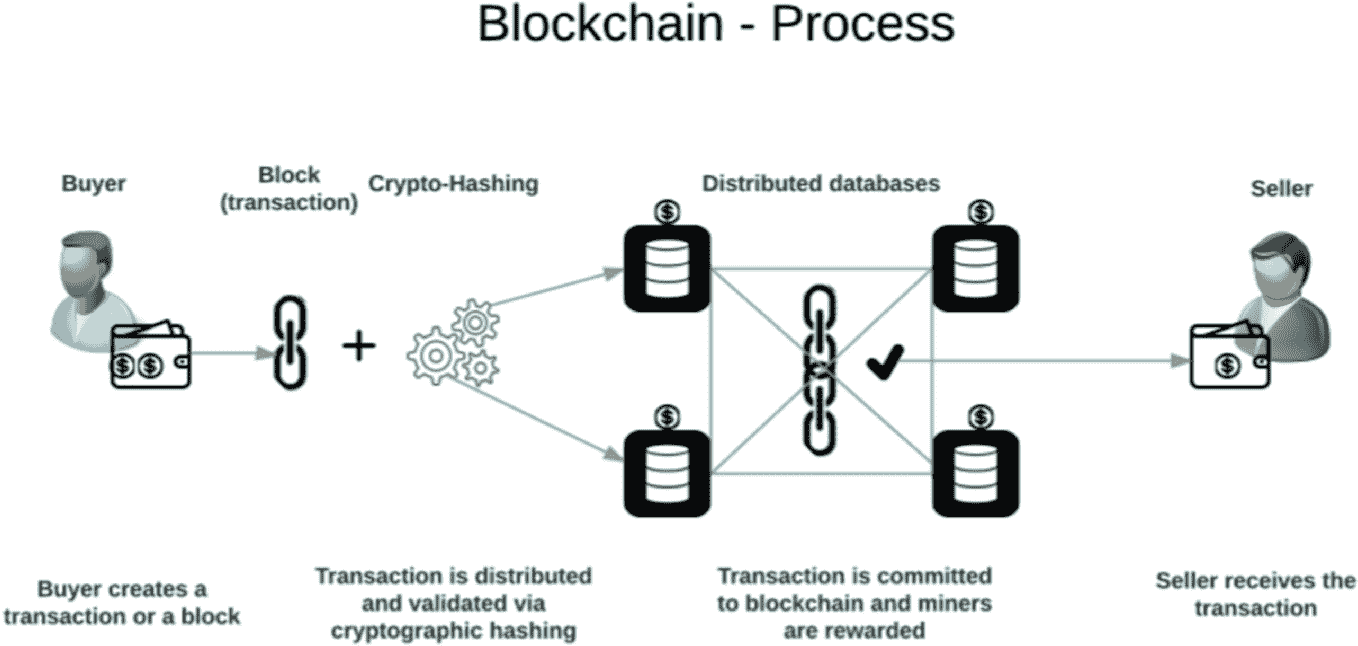 Blockchain - Process
Buyer
Block
(transaction)
Crypto-Hashing
Distributed databases
Seller
$
$
$ $
$
$
$
Buyer creates a
transaction or a block
Transaction is distributed
and validated via
cryptographic hashing
Transaction is committed
to blockchain and miners
are rewarded
Seller receives the
transaction